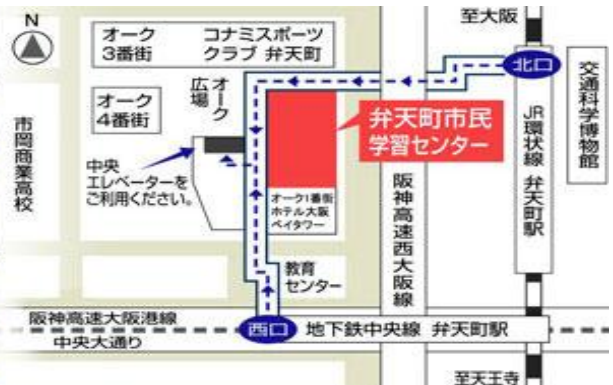 N
至大阪
オーク
3番街
コナミスポーツ
クラブ 弁天町
北口
オーク
広場
オーク
4番街
弁天町市民
学習センター
交通科学博物館
市岡商業高校
JR環状線 弁天町駅
中央
エレベーターを
ご利用ください。
オーク1番街
ホテル大阪
ベイタワー
阪神高速西大阪線
教育
センター
阪神高速大阪港線
西口
地下鉄中央線 弁天町駅
中央大通り
至天王寺